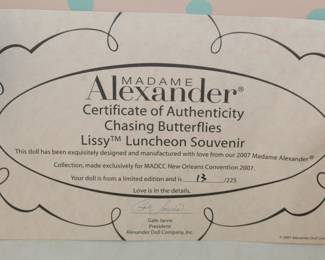 MADAME
Alexander®
Certificate of Authenticity
Chasing Butterflies
Lissy™ Luncheon Souvenir
This doll has been exquisitely designed and manufactured with love from our 2007 Madame Alexander®
Collection, made exclusively for MADCC New Orleans Convention 2007.
Your doll is from a limited edition and is 13 /225
Love is in the details.
Gale Jarvis
President
Alexander Doll Company, Inc.